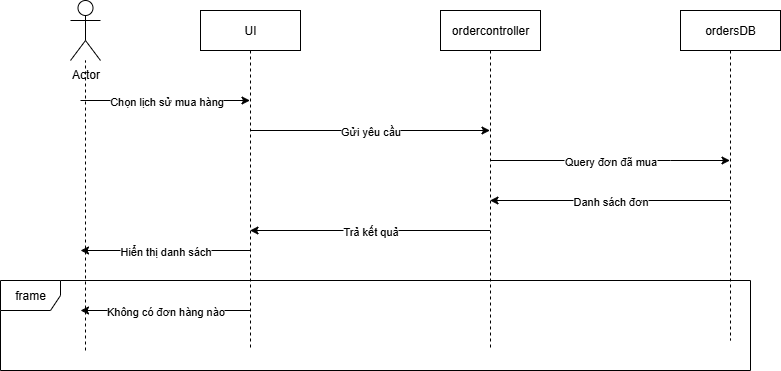 UI
ordercontroller
ordersDB
Actor
Chọn lịch sử mua hàng
Gửi yêu cầu
Query đơn đã mua
Danh sách đơn
Trả kết quả
Hiển thị danh sách
frame
Không có đơn hàng nào